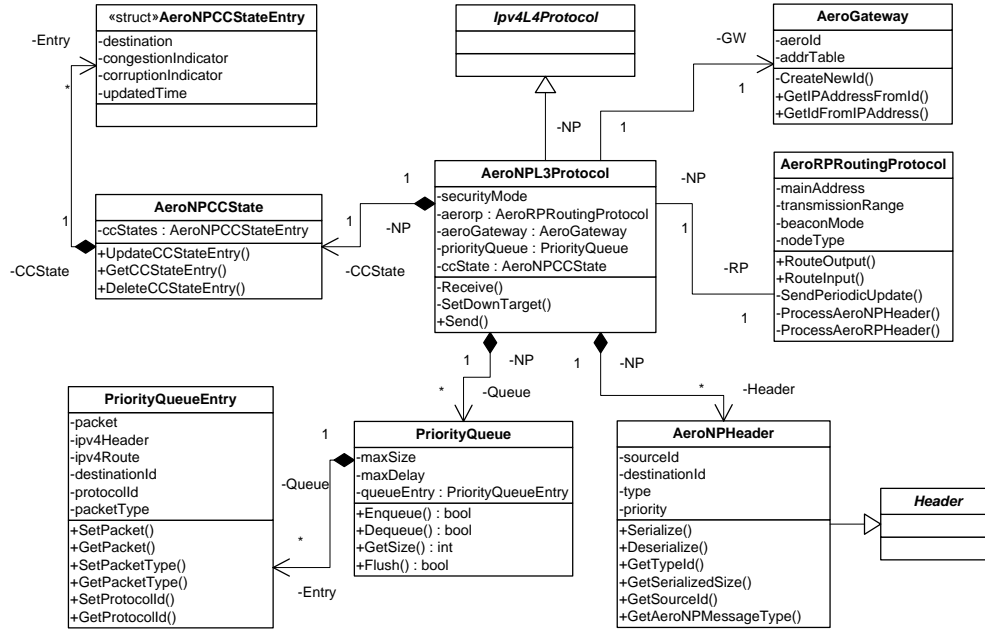 «struct»AeroNPCCStateEntry
-destination
-congestionIndicator
-corruptionIndicator
-updatedTime
-Entry
*
Ipv4L4Protocol
AeroGateway
-aeroId
-addrTable
-CreateNewId()
+GetIPAddressFromId()
+GetIdFromIPAddress()
-GW
1
1
-NP
AeroNPL3Protocol
-securityMode
-aerorp : AeroRPRoutingProtocol
-aeroGateway : AeroGateway
-priorityQueue : PriorityQueue
-ccState : AeroNPCCState
-Receive()
-SetDownTarget()
+Send()
AeroRPRoutingProtocol
-mainAddress
-transmissionRange
-beaconMode
-nodeType
+RouteOutput()
+RouteInput()
-SendPeriodicUpdate()
-ProcessAeroNPHeader()
-ProcessAeroRPHeader()
-NP
1
-RP
1
AeroNPCCState
-ccStates : AeroNPCCStateEntry
+UpdateCCStateEntry()
+GetCCStateEntry()
+DeleteCCStateEntry()
1
-CCState
1
-NP
1
-CCState
1
-NP
*
-Queue
1
-NP
*
-Header
PriorityQueueEntry
-packet
-ipv4Header
-ipv4Route
-destinationId
-protocolId
-packetType
+SetPacket()
+GetPacket()
+SetPacketType()
+GetPacketType()
+SetProtocolId()
+GetProtocolId()
1
-Queue
*
-Entry
PriorityQueue
-maxSize
-maxDelay
-queueEntry : PriorityQueueEntry
+Enqueue() : bool
+Dequeue() : bool
+GetSize() : int
+Flush() : bool
AeroNPHeader
-sourceId
-destinationId
-type
-priority
+Serialize()
+Deserialize()
+GetTypeId()
+GetSerializedSize()
+GetSourceId()
+GetAeroNPMessageType()
Header